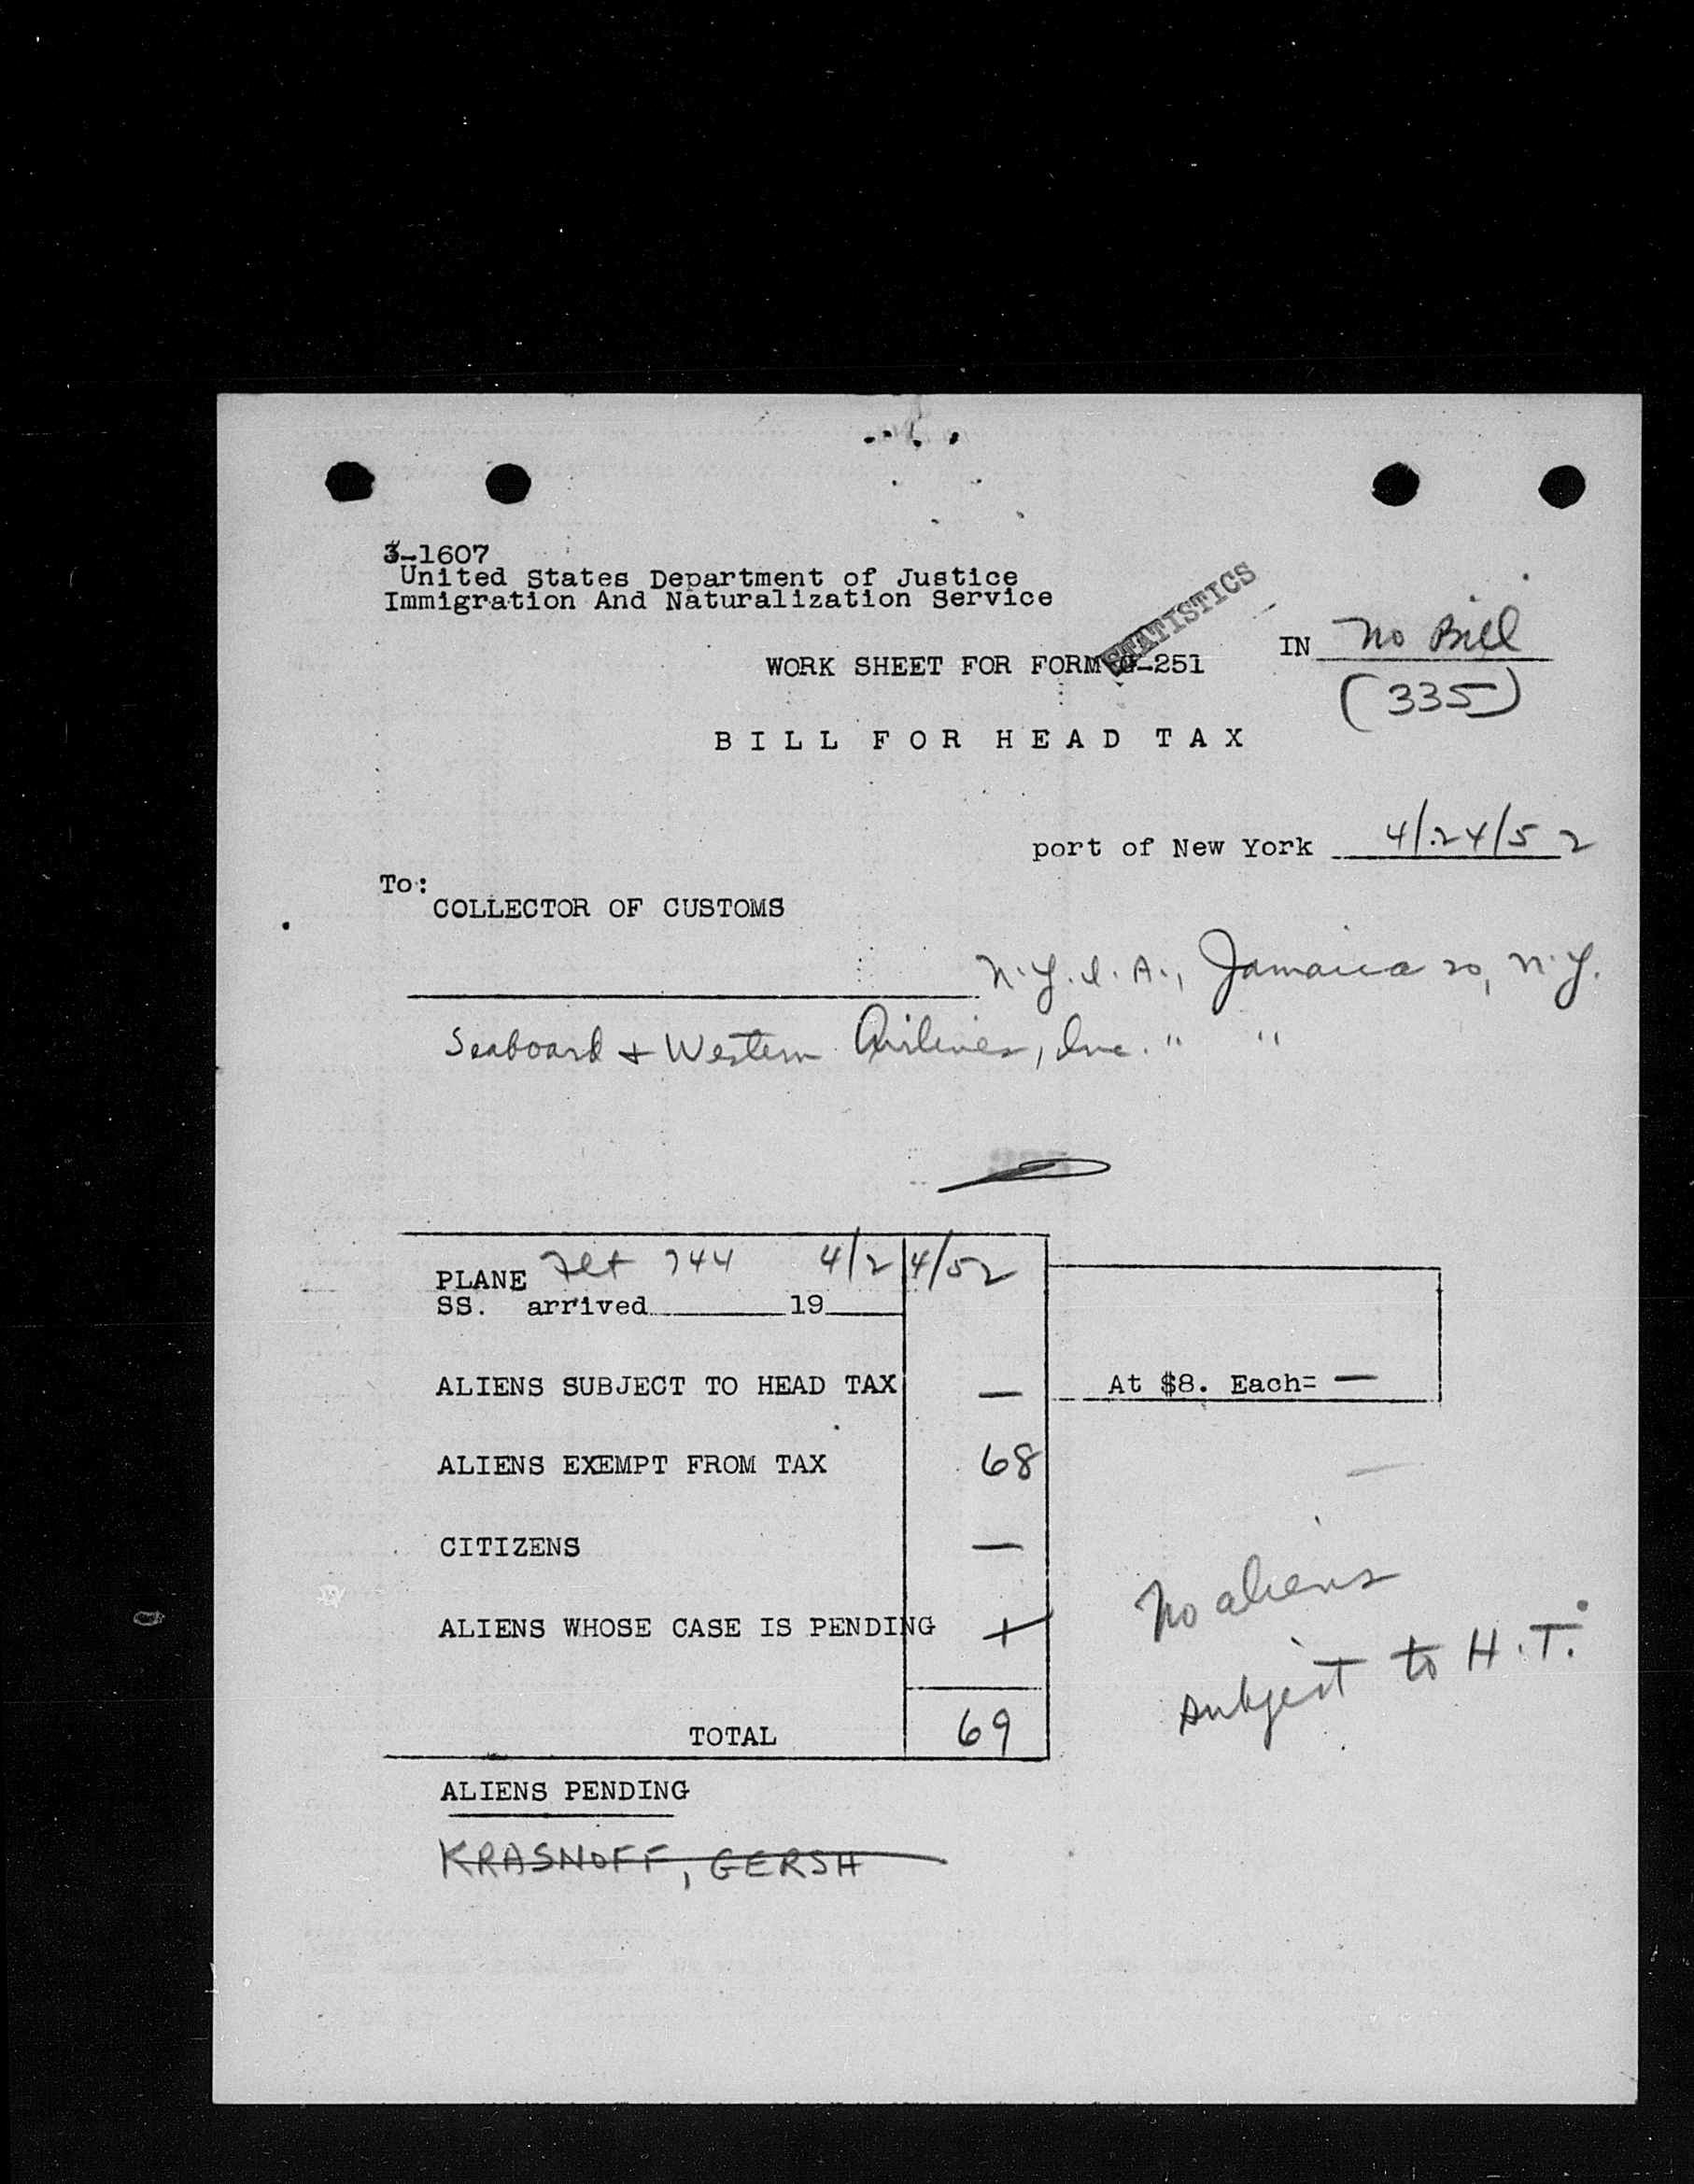 3-1607
United States Department of Justice
Immigration And Naturalization Service
STATISTICS
WORK SHEET FOR FORM G-251
IN No Bill
(335)
BILL FOR HEAD TAX
port of New York 4/24/52
To:
COLLECTOR OF CUSTOMS
N.Y.I.A., Jamaica 20, N.Y.
Seaboard & Western Airlines, Inc. " "
PLANE Flt 744 4/24/52
SS. arrived 19
ALIENS SUBJECT TO HEAD TAX — At $8. Each= —
ALIENS EXEMPT FROM TAX 68
CITIZENS —
ALIENS WHOSE CASE IS PENDING
No aliens
subject to H.T.
TOTAL 69
ALIENS PENDING
KRASNOFF, GERSH